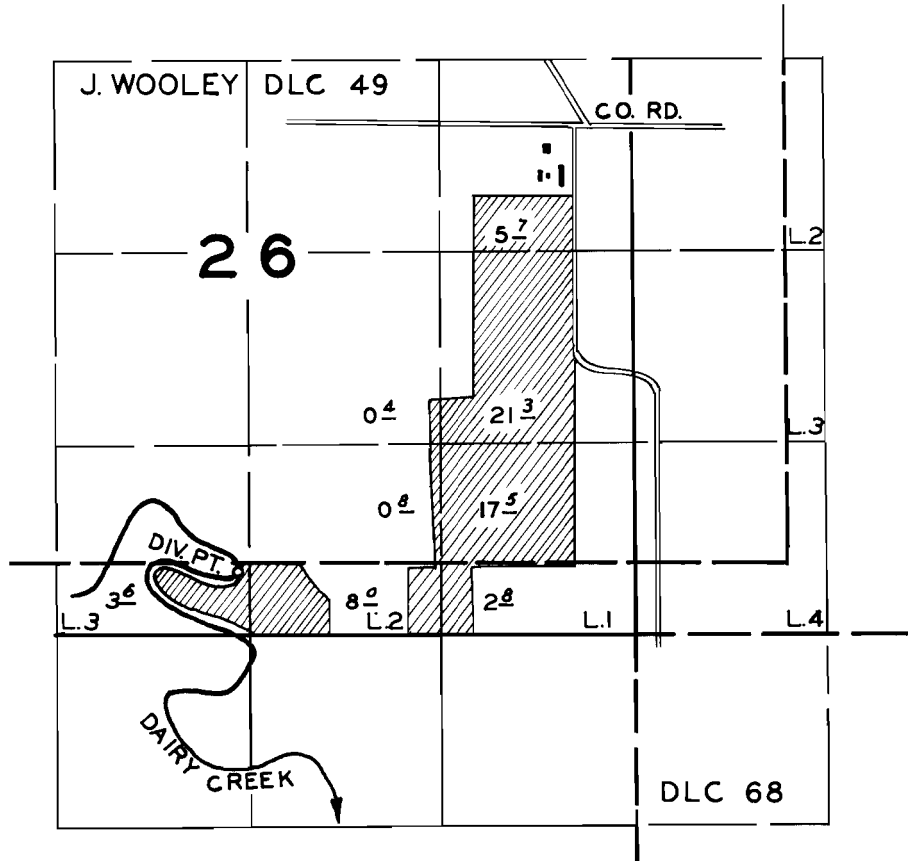 J. WOOLEY DLC 49
CO. RD.
26
5 7
L.2
0 4
21 3
L.3
0 8
17 5
DIV. PT.
3 6
8 0
2 8
L.3
L.2
L.1
L.4
DAIRY CREEK
DLC 68